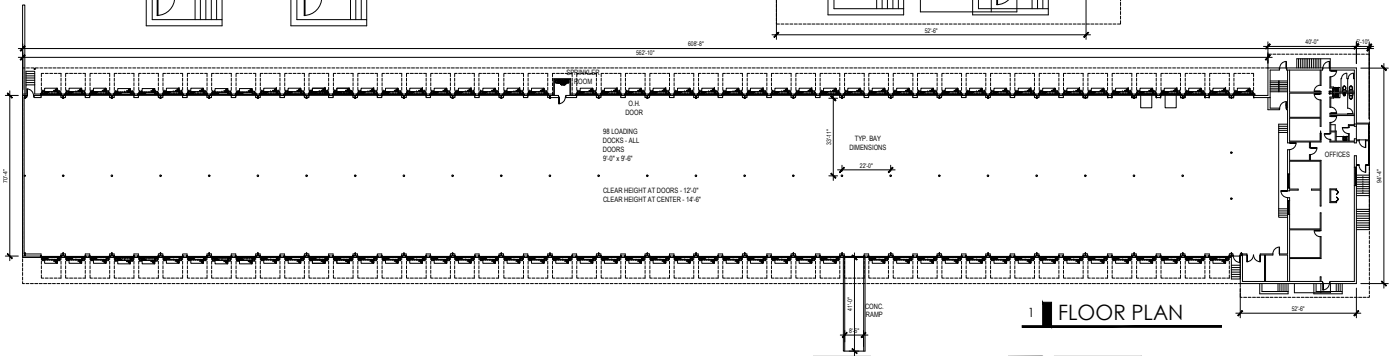 52'-6"
608'-8"
562'-10"
40'-0"
SPRINKLER
ROOM
O.H.
DOOR
98 LOADING
DOCKS - ALL
DOORS
9'-0" x 9'-6"
33'-11"
TYP. BAY
DIMENSIONS
22'-0"
OFFICES
70'-4"
94'-4"
CLEAR HEIGHT AT DOORS - 12'-0"
CLEAR HEIGHT AT CENTER - 14'-6"
41'-0"
CONC.
RAMP
1 FLOOR PLAN
52'-6"